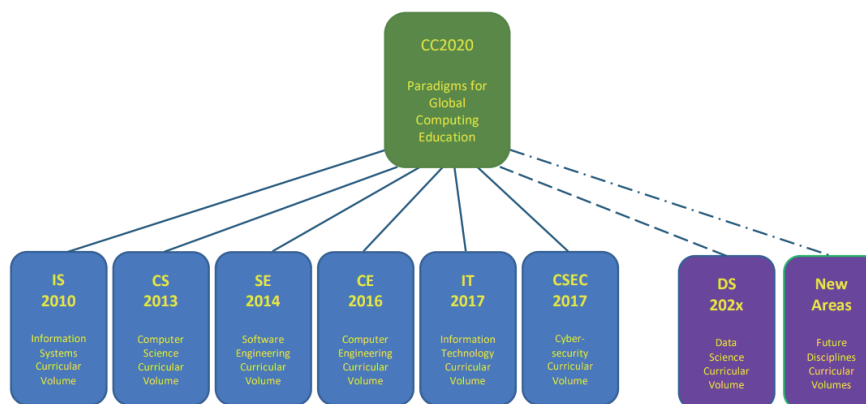 CC2020
Paradigms for
Global
Computing
Education
IS
2010
Information
Systems
Curricular
Volume
CS
2013
Computer
Science
Curricular
Volume
SE
2014
Software
Engineering
Curricular
Volume
CE
2016
Computer
Engineering
Curricular
Volume
IT
2017
Information
Technology
Curricular
Volume
CSEC
2017
Cyber-
security
Curricular
Volume
DS
202x
Data
Science
Curricular
Volume
New
Areas
Future
Disciplines
Curricular
Volumes